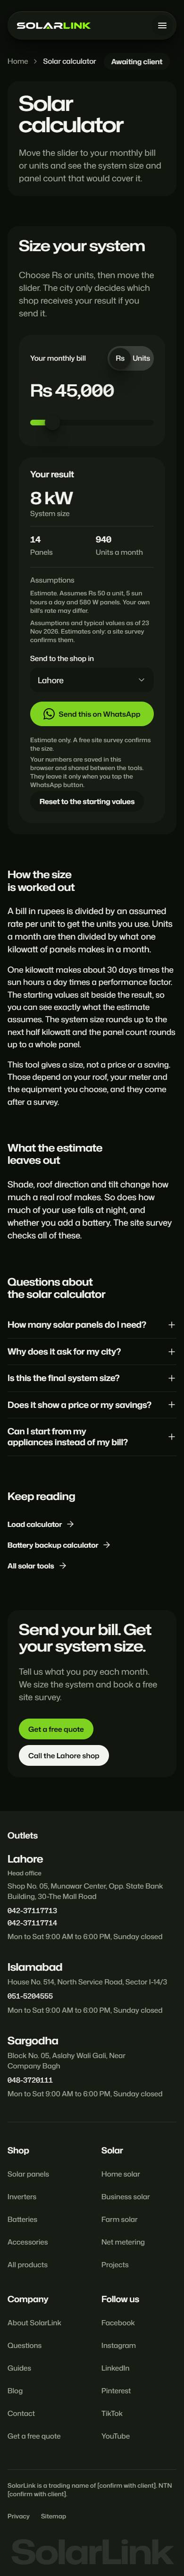 SOLARLINK
Home > Solar calculator Awaiting client
Solar
calculator
Move the slider to your monthly bill
or units and see the system size and
panel count that would cover it.
Size your system
Choose Rs or units, then move the
slider. The city only decides which
shop receives your result if you
send it.
Your monthly bill Rs Units
Rs 45,000
Your result
8 kW
System size
14 940
Panels Units a month
Assumptions
Estimate. Assumes Rs 50 a unit, 5 sun
hours a day and 580 W panels. Your own
bill's rate may differ.
Assumptions and typical values as of 23
Nov 2026. Estimates only: a site survey
confirms them.
Send to the shop in
Lahore
Send this on WhatsApp
Estimate only. A free site survey confirms
the size.
Your numbers are saved in this
browser and shared between the tools.
They leave it only when you tap the
WhatsApp button.
Reset to the starting values
How the size
is worked out
A bill in rupees is divided by an assumed
rate per unit to get the units you use. Units
a month are then divided by what one
kilowatt of panels makes in a month.
One kilowatt makes about 30 days times the
sun hours a day times a performance factor.
The starting values sit beside the result, so
you can see exactly what the estimate
assumes. The system size rounds up to the
next half kilowatt and the panel count rounds
up to a whole panel.
This tool gives a size, not a price or a saving.
Those depend on your roof, your meter and
the equipment you choose, and they come
after a survey.
What the estimate
leaves out
Shade, roof direction and tilt change how
much a real roof makes. So does how
much of your use falls at night, and
whether you add a battery. The site survey
checks all of these.
Questions about
the solar calculator
How many solar panels do I need?
Why does it ask for my city?
Is this the final system size?
Does it show a price or my savings?
Can I start from my
appliances instead of my bill?
Keep reading
Load calculator
Battery backup calculator
All solar tools
Send your bill. Get
your system size.
Tell us what you pay each month.
We size the system and book a free
site survey.
Get a free quote
Call the Lahore shop
Outlets
Lahore
Head office
Shop No. 05, Munawar Center, Opp. State Bank
Building, 30-The Mall Road
042-37117713
042-37117714
Mon to Sat 9:00 AM to 6:00 PM, Sunday closed
Islamabad
House No. 514, North Service Road, Sector I-14/3
051-5204555
Mon to Sat 9:00 AM to 6:00 PM, Sunday closed
Sargodha
Block No. 05, Aslahy Wali Gali, Near
Company Bagh
048-3720111
Mon to Sat 9:00 AM to 6:00 PM, Sunday closed
Shop Solar
Solar panels Home solar
Inverters Business solar
Batteries Farm solar
Accessories Net metering
All products Projects
Company Follow us
About SolarLink Facebook
Questions Instagram
Guides LinkedIn
Blog Pinterest
Contact TikTok
Get a free quote YouTube
SolarLink is a trading name of [confirm with client]. NTN
[confirm with client].
Privacy Sitemap
SolarLink